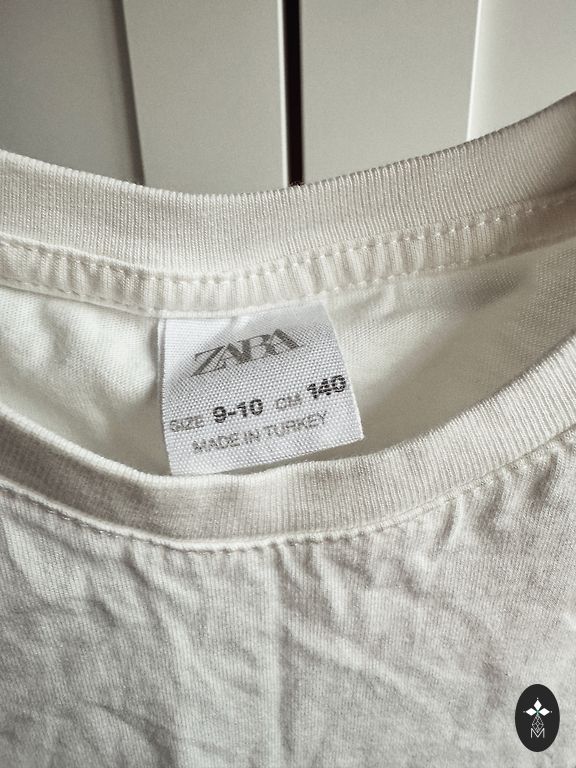 ZARA
SIZE 9-10 CM 140
MADE IN TURKEY
M